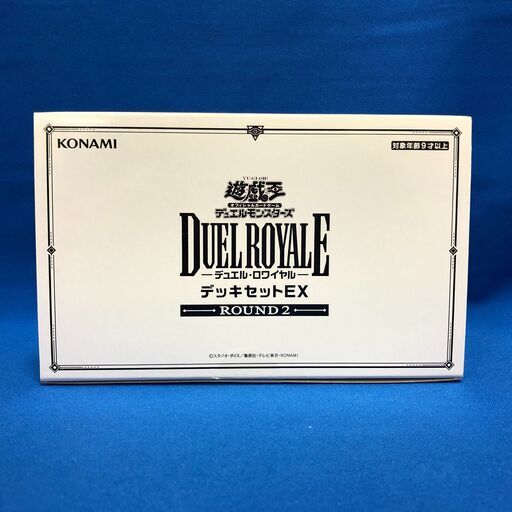 KONAMI
対象年齢9才以上
YU-GI-OH!
遊戯王
オフィシャルカードゲーム
デュエルモンスターズ
DUEL ROYALE
デュエル・ロワイヤル
デッキセットEX
ROUND 2
©スタジオ・ダイス/集英社・テレビ東京・KONAMI